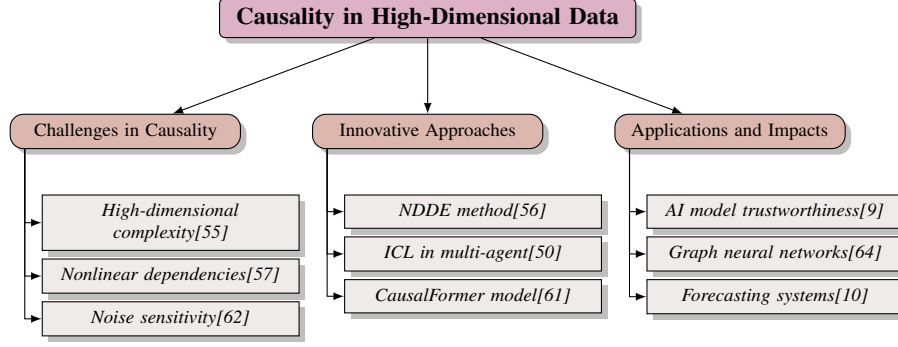 Causality in High-Dimensional Data
Challenges in Causality
High-dimensional
complexity[55]
Nonlinear dependencies[57]
Noise sensitivity[62]
Innovative Approaches
NDDE method[56]
ICL in multi-agent[50]
CausalFormer model[61]
Applications and Impacts
AI model trustworthiness[9]
Graph neural networks[64]
Forecasting systems[10]